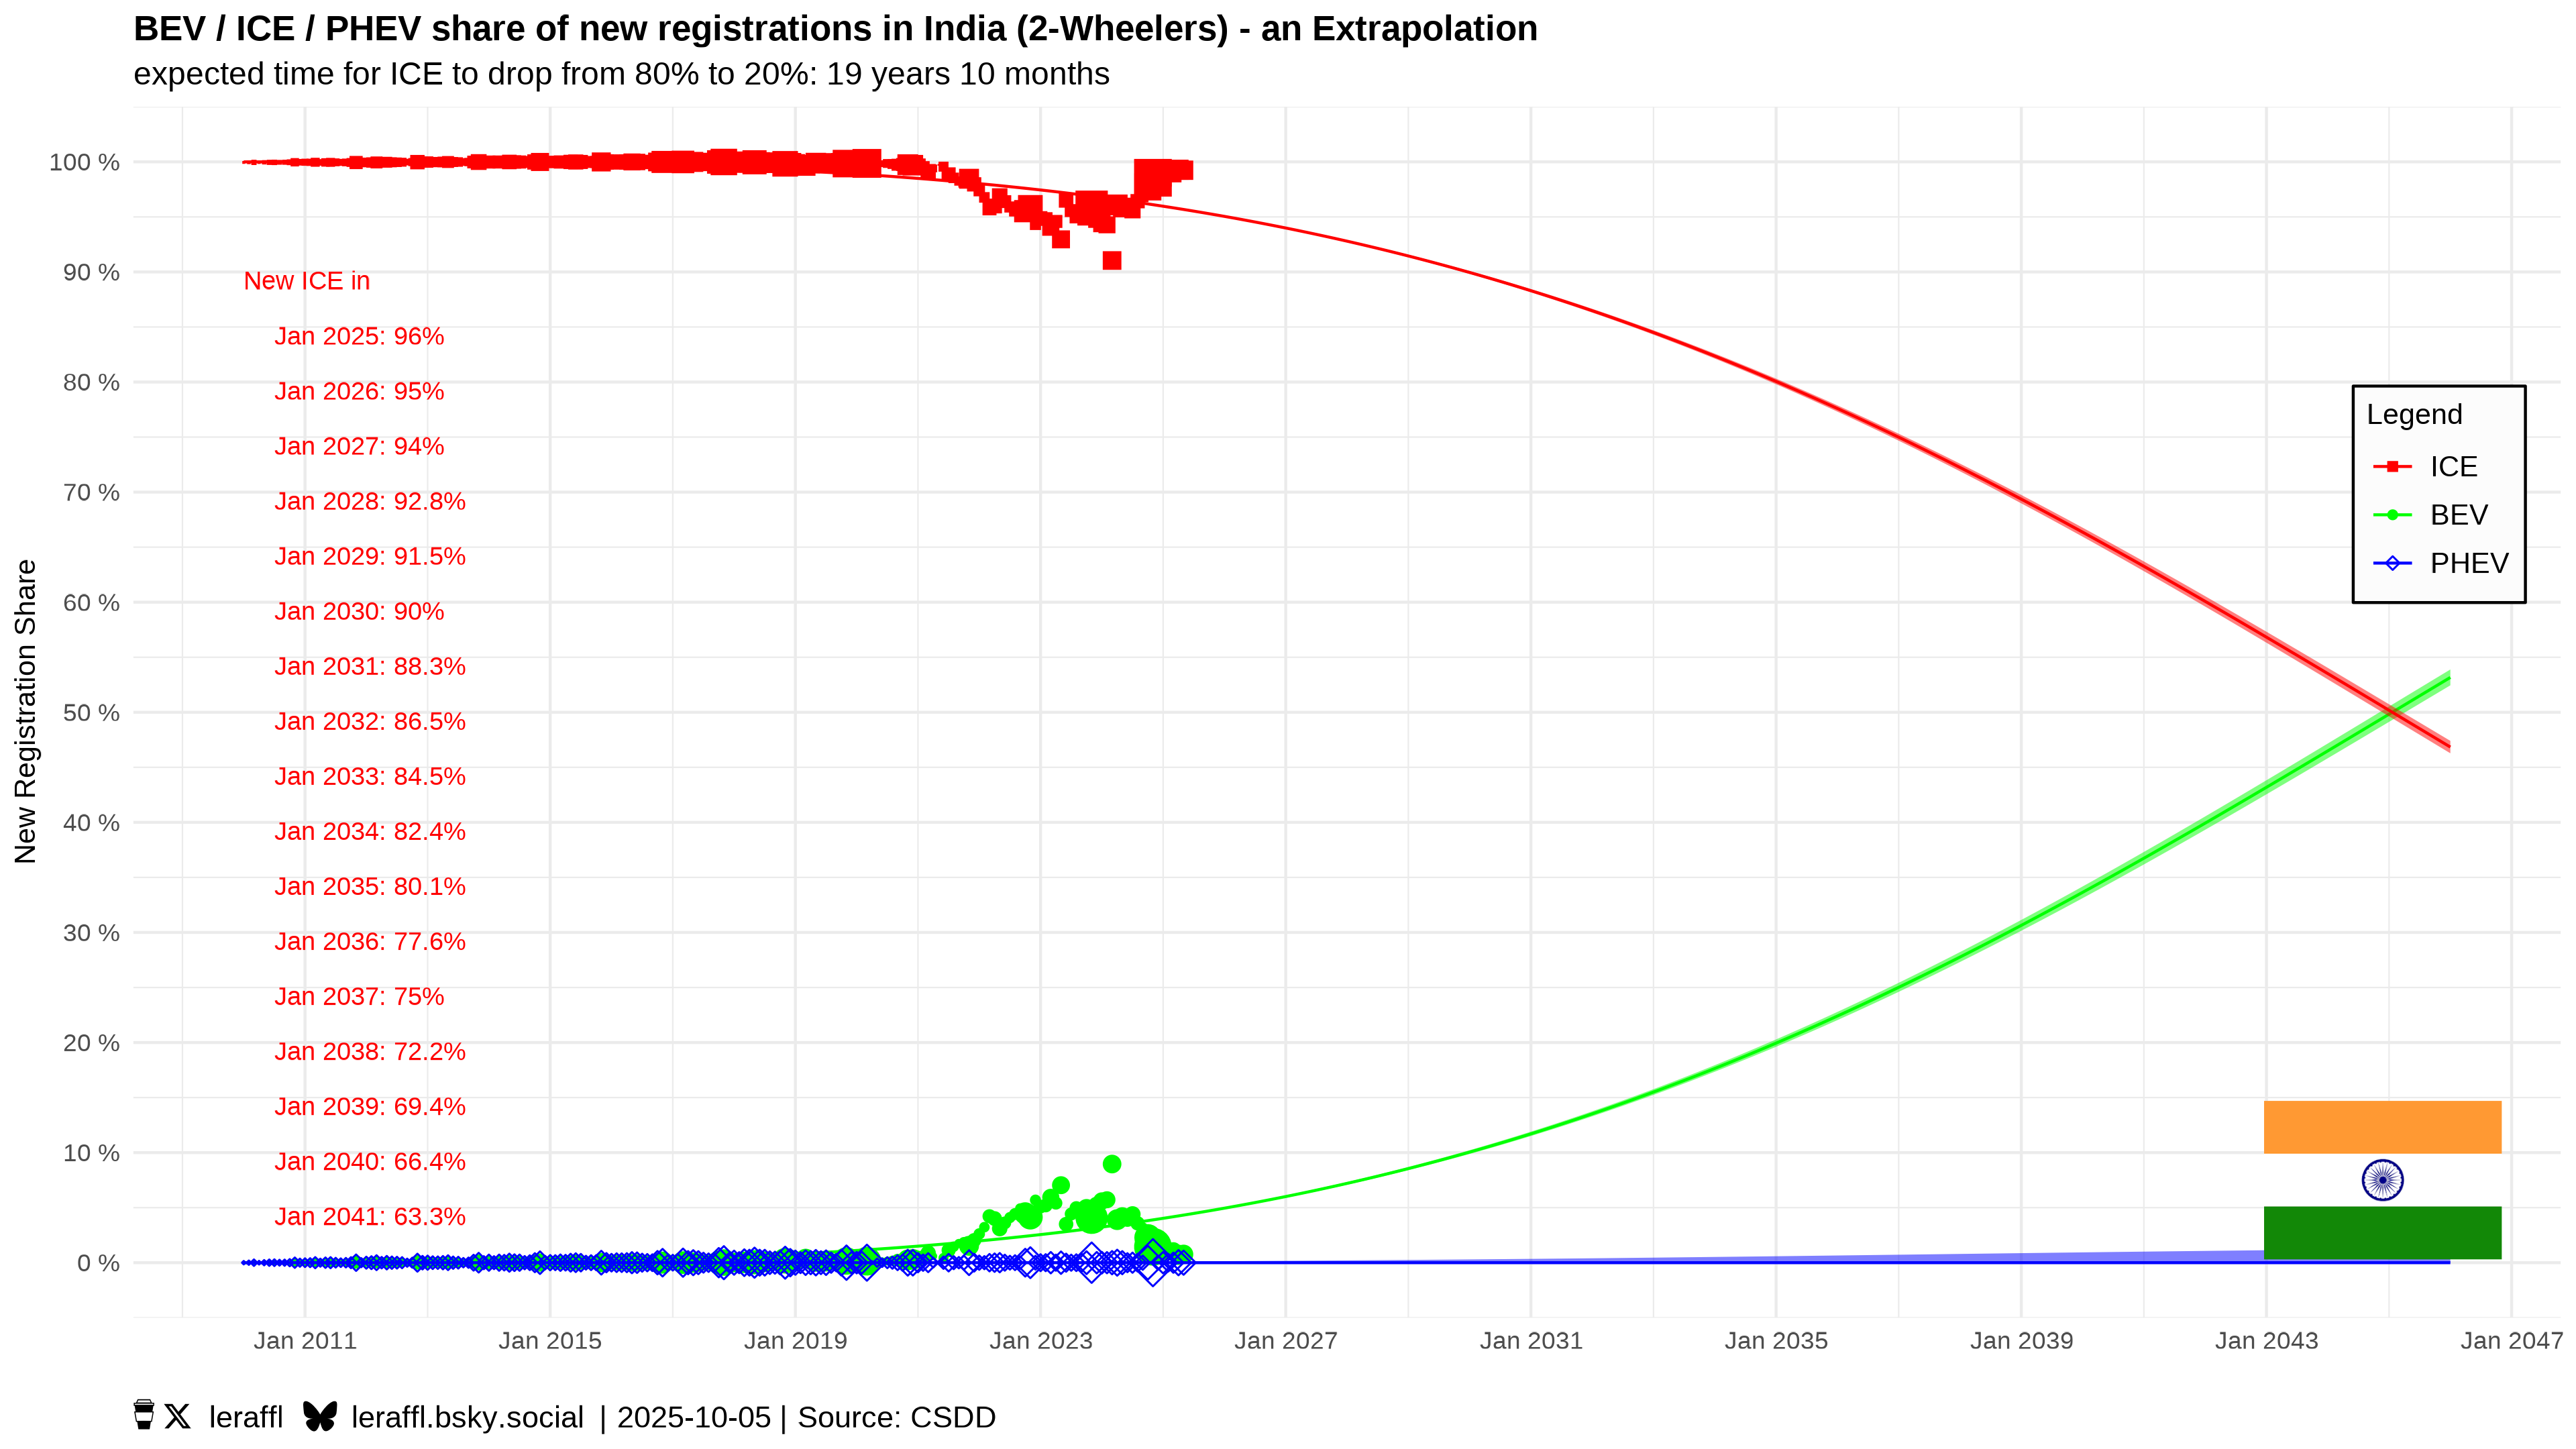 BEV / ICE / PHEV share of new registrations in India (2-Wheelers) - an Extrapolation
expected time for ICE to drop from 80% to 20%: 19 years 10 months
New Registration Share
100 %
90 %
80 %
70 %
60 %
50 %
40 %
30 %
20 %
10 %
0 %
New ICE in
Jan 2025: 96%
Jan 2026: 95%
Jan 2027: 94%
Jan 2028: 92.8%
Jan 2029: 91.5%
Jan 2030: 90%
Jan 2031: 88.3%
Jan 2032: 86.5%
Jan 2033: 84.5%
Jan 2034: 82.4%
Jan 2035: 80.1%
Jan 2036: 77.6%
Jan 2037: 75%
Jan 2038: 72.2%
Jan 2039: 69.4%
Jan 2040: 66.4%
Jan 2041: 63.3%
Legend
ICE
BEV
PHEV
Jan 2011 Jan 2015 Jan 2019 Jan 2023 Jan 2027 Jan 2031 Jan 2035 Jan 2039 Jan 2043 Jan 2047
leraffl leraffl.bsky.social | 2025-10-05 | Source: CSDD